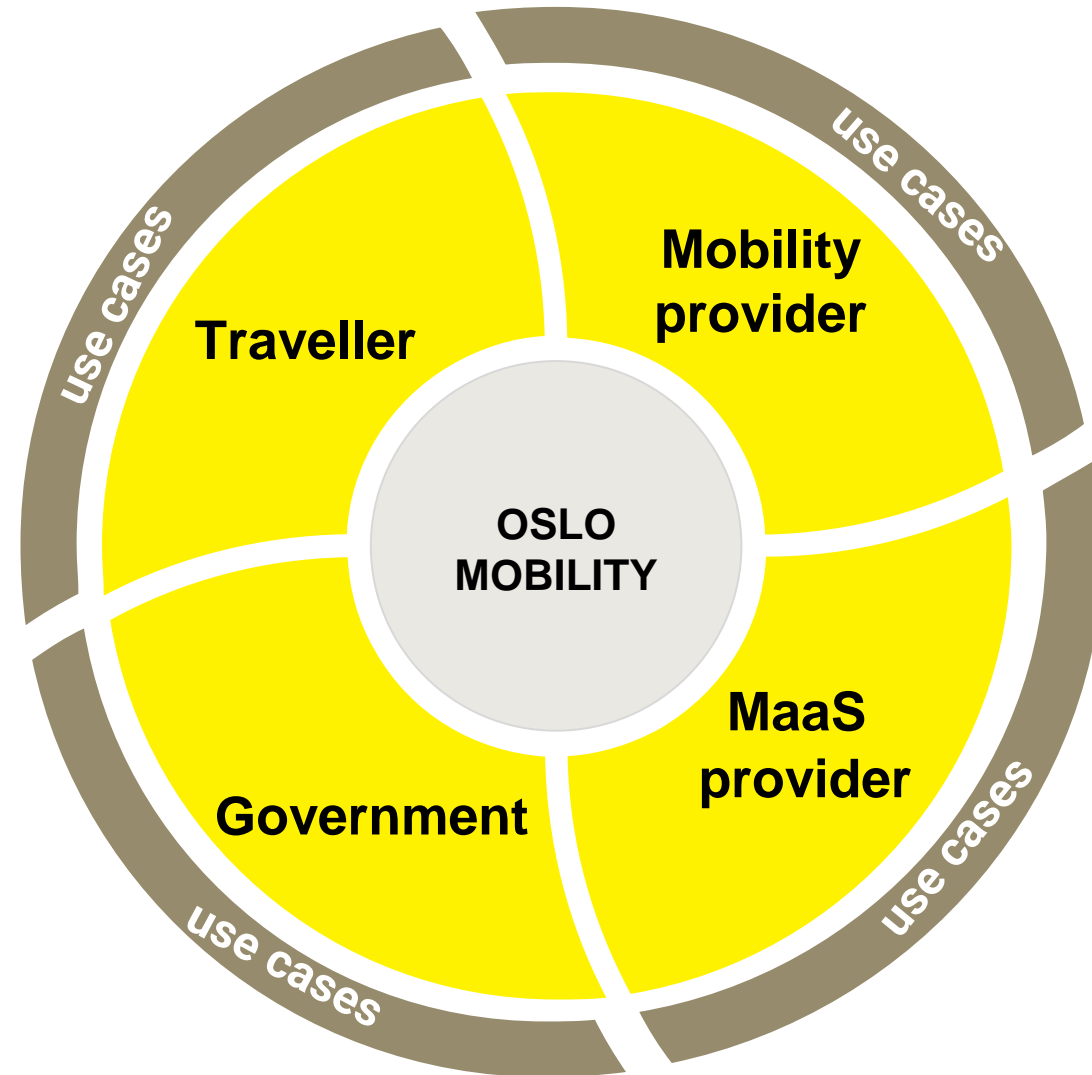 use cases
use cases
Mobility
provider
Traveller
OSLO
MOBILITY
MaaS
provider
Government
use cases
use cases